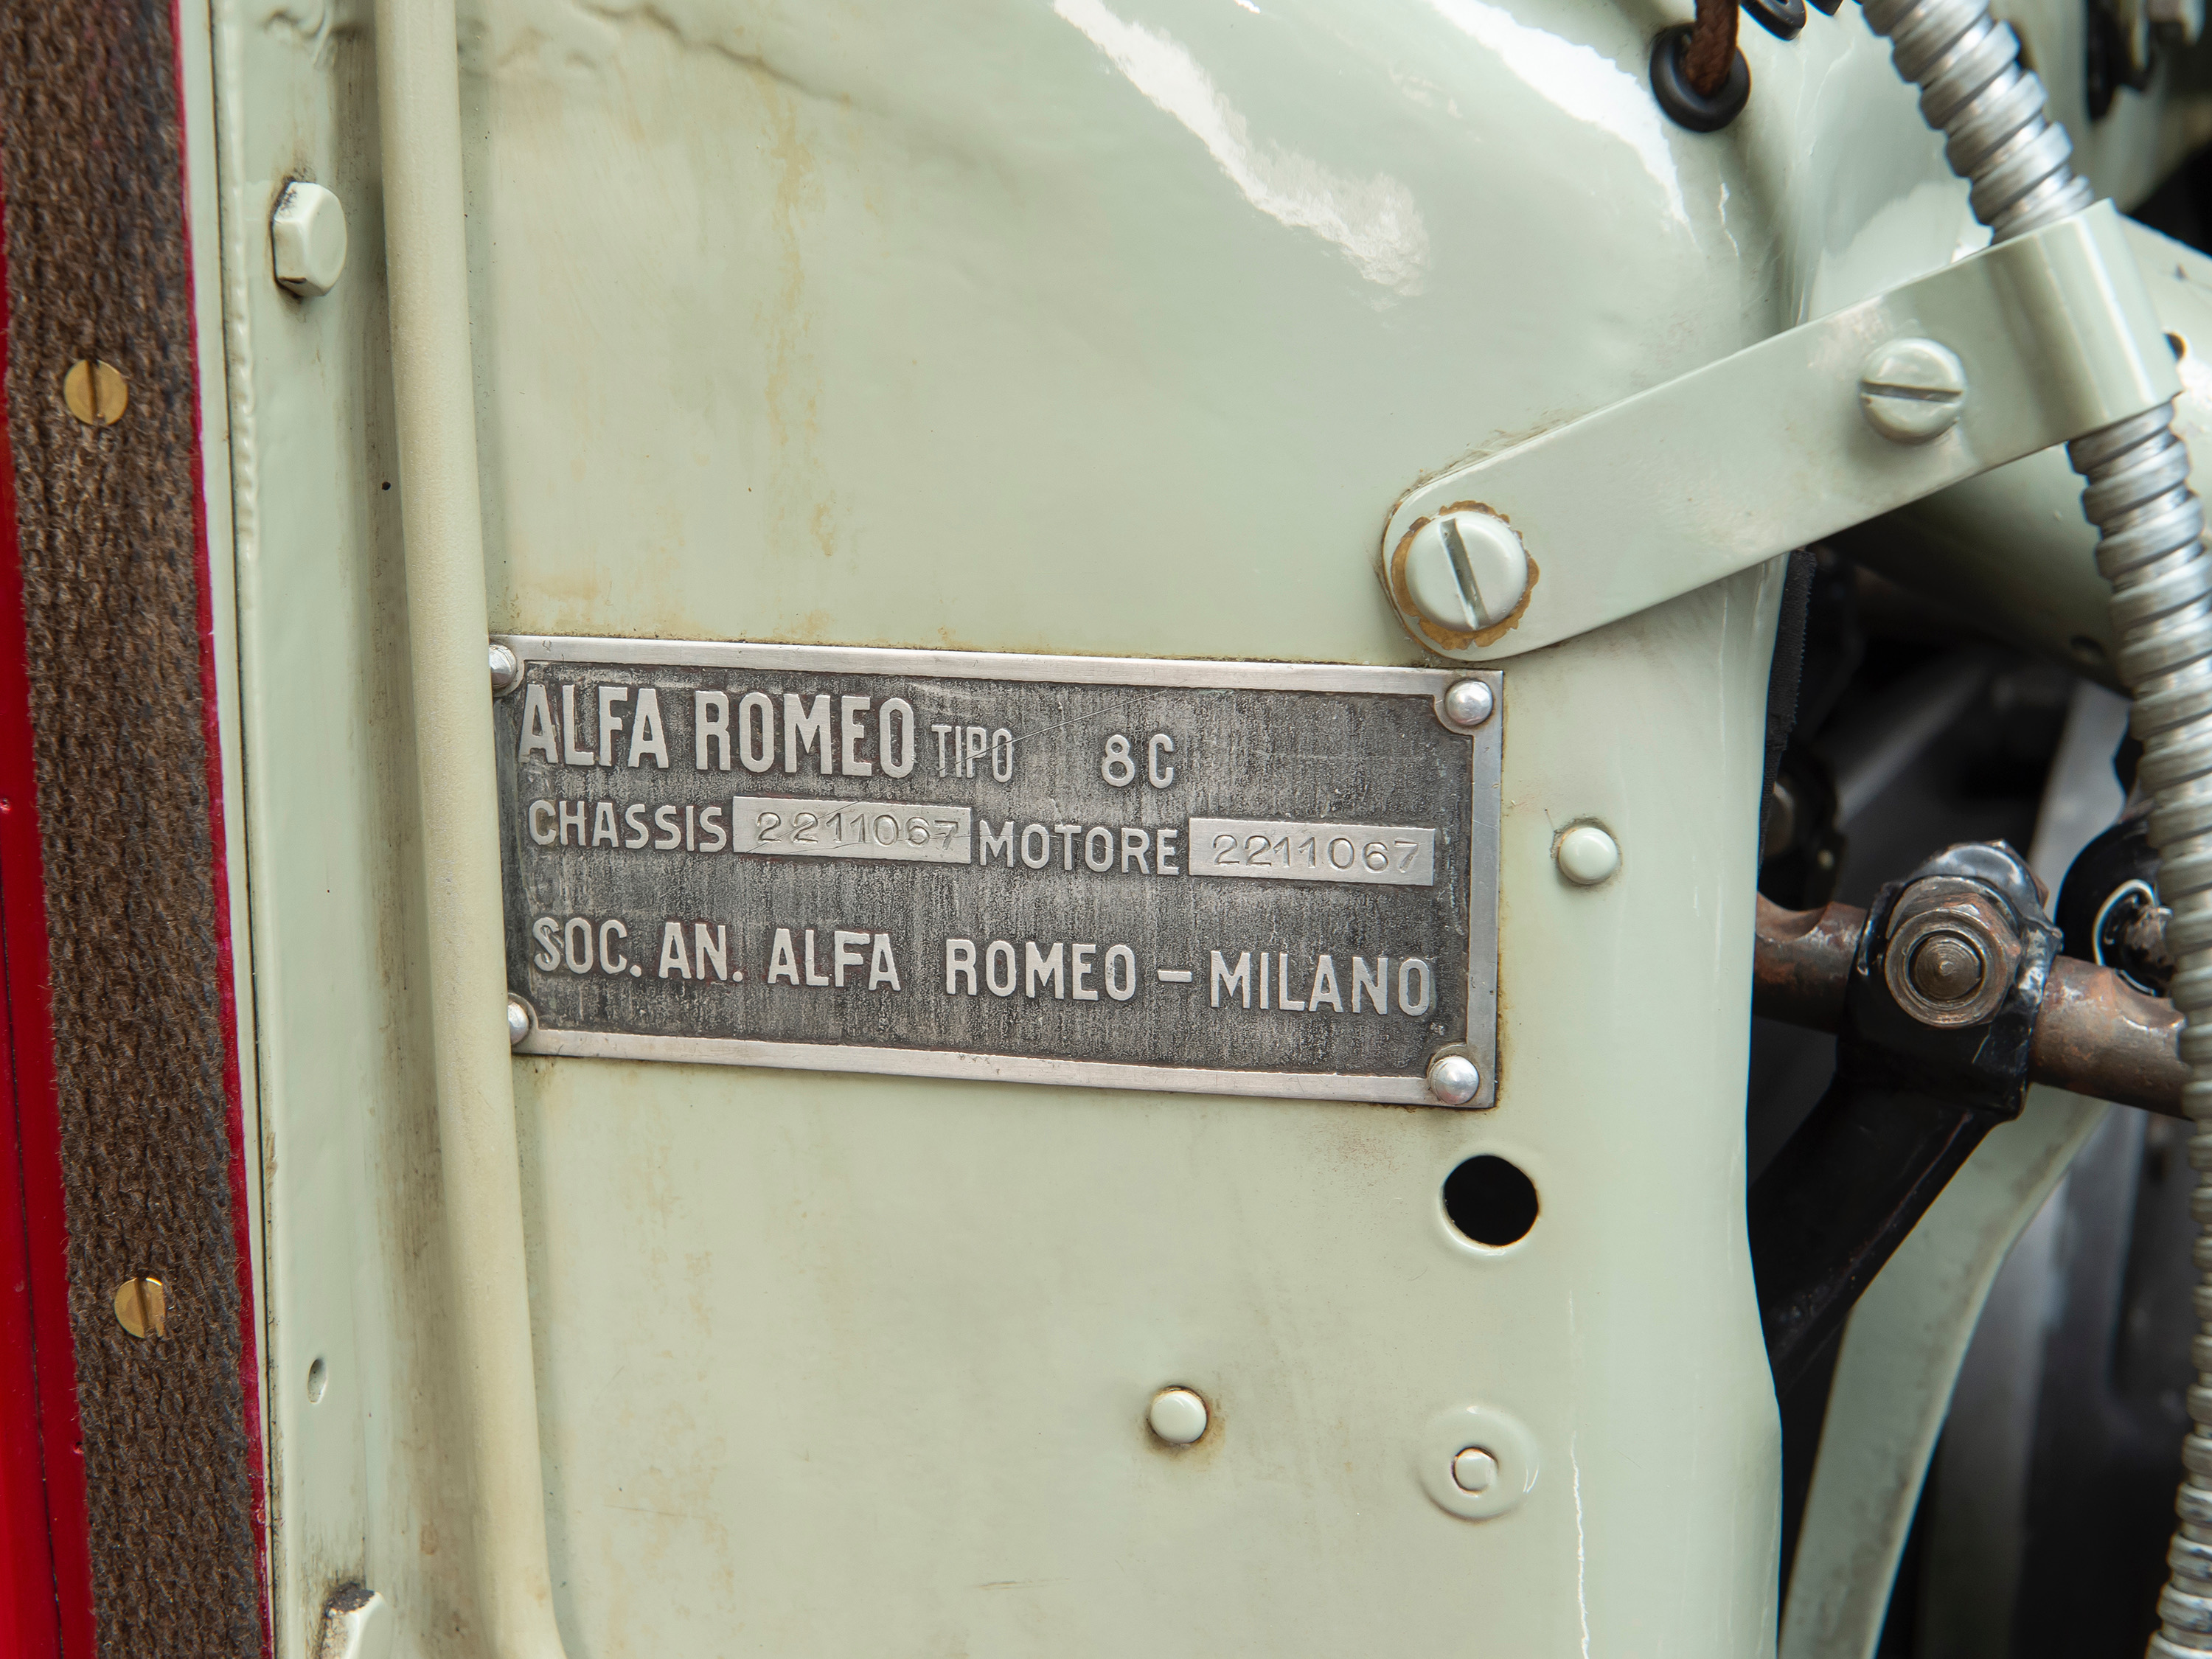 ALFA ROMEO TIPO 8C
CHASSIS 2211067 MOTORE 2211067
SOC. AN. ALFA ROMEO – MILANO